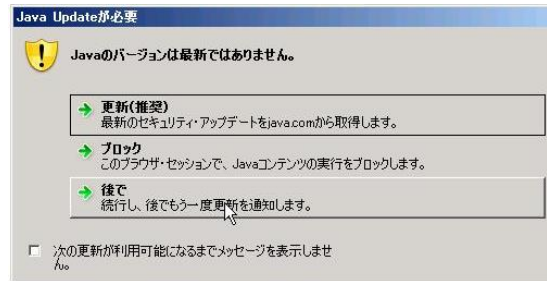 Java Updateが必要
Javaのバージョンは最新ではありません。
更新(推奨)
最新のセキュリティ・アップデートをjava.comから取得します。
ブロック
このブラウザ・セッションで、Javaコンテンツの実行をブロックします。
後で
続行し、後でもう一度更新を通知します。
次の更新が利用可能になるまでメッセージを表示しませ
ん。